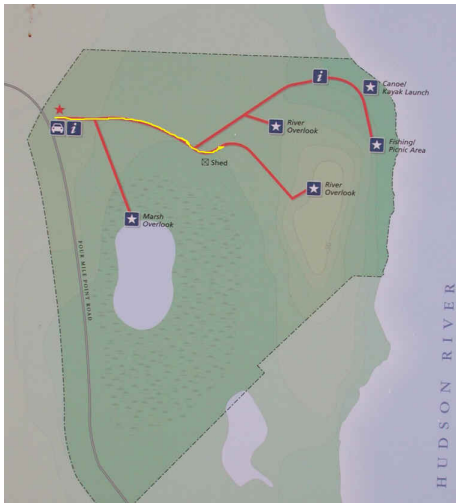 i
Canoe/
Kayak Launch
i
River
Overlook
Fishing/
Picnic Area
Shed
River
Overlook
Marsh
Overlook
FOUR MILE POINT ROAD
HUDSON RIVER